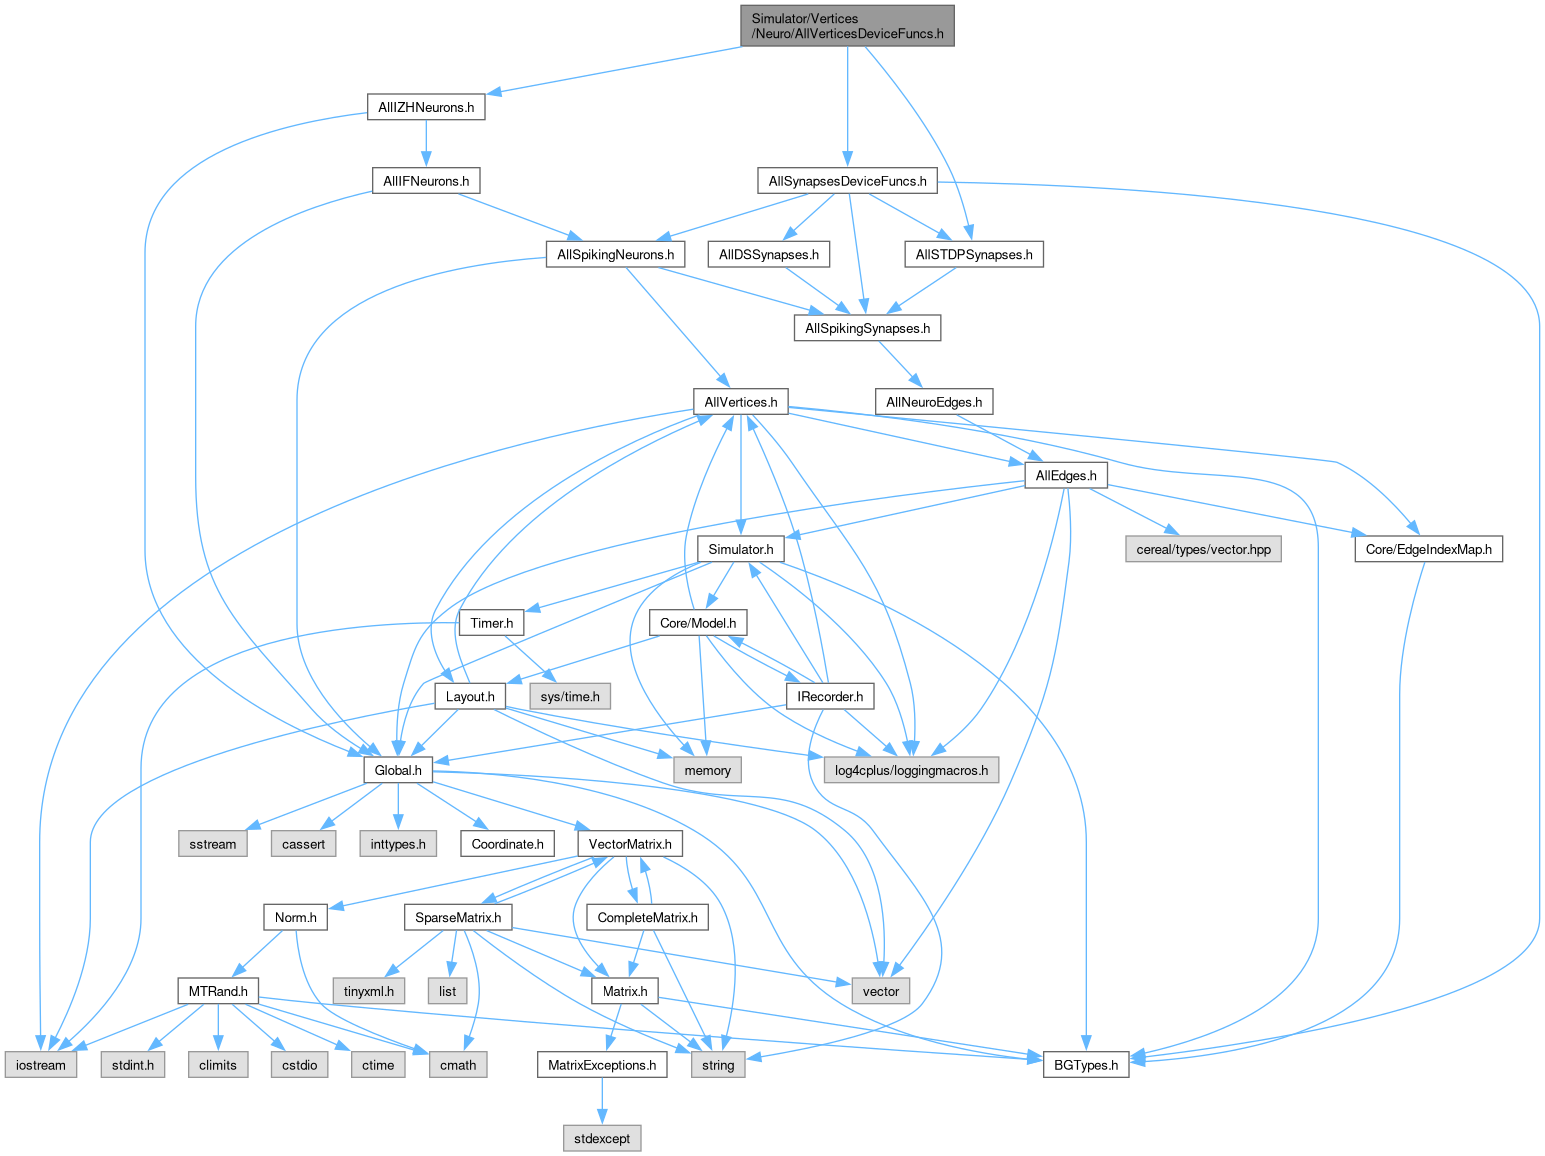 Simulator/Vertices
/Neuro/AllVerticesDeviceFuncs.h
AllIZHNeurons.h
AllIFNeurons.h
AllSynapsesDeviceFuncs.h
AllSpikingNeurons.h
AllDSSynapses.h
AllSTDPSynapses.h
AllSpikingSynapses.h
AllVertices.h
AllNeuroEdges.h
AllEdges.h
Simulator.h
cereal/types/vector.hpp
Core/EdgeIndexMap.h
Timer.h
Core/Model.h
Layout.h
sys/time.h
IRecorder.h
Global.h
memory
log4cplus/loggingmacros.h
sstream
cassert
inttypes.h
Coordinate.h
VectorMatrix.h
Norm.h
SparseMatrix.h
CompleteMatrix.h
MTRand.h
tinyxml.h
list
Matrix.h
vector
iostream
stdint.h
climits
cstdio
ctime
cmath
MatrixExceptions.h
string
BGTypes.h
stdexcept